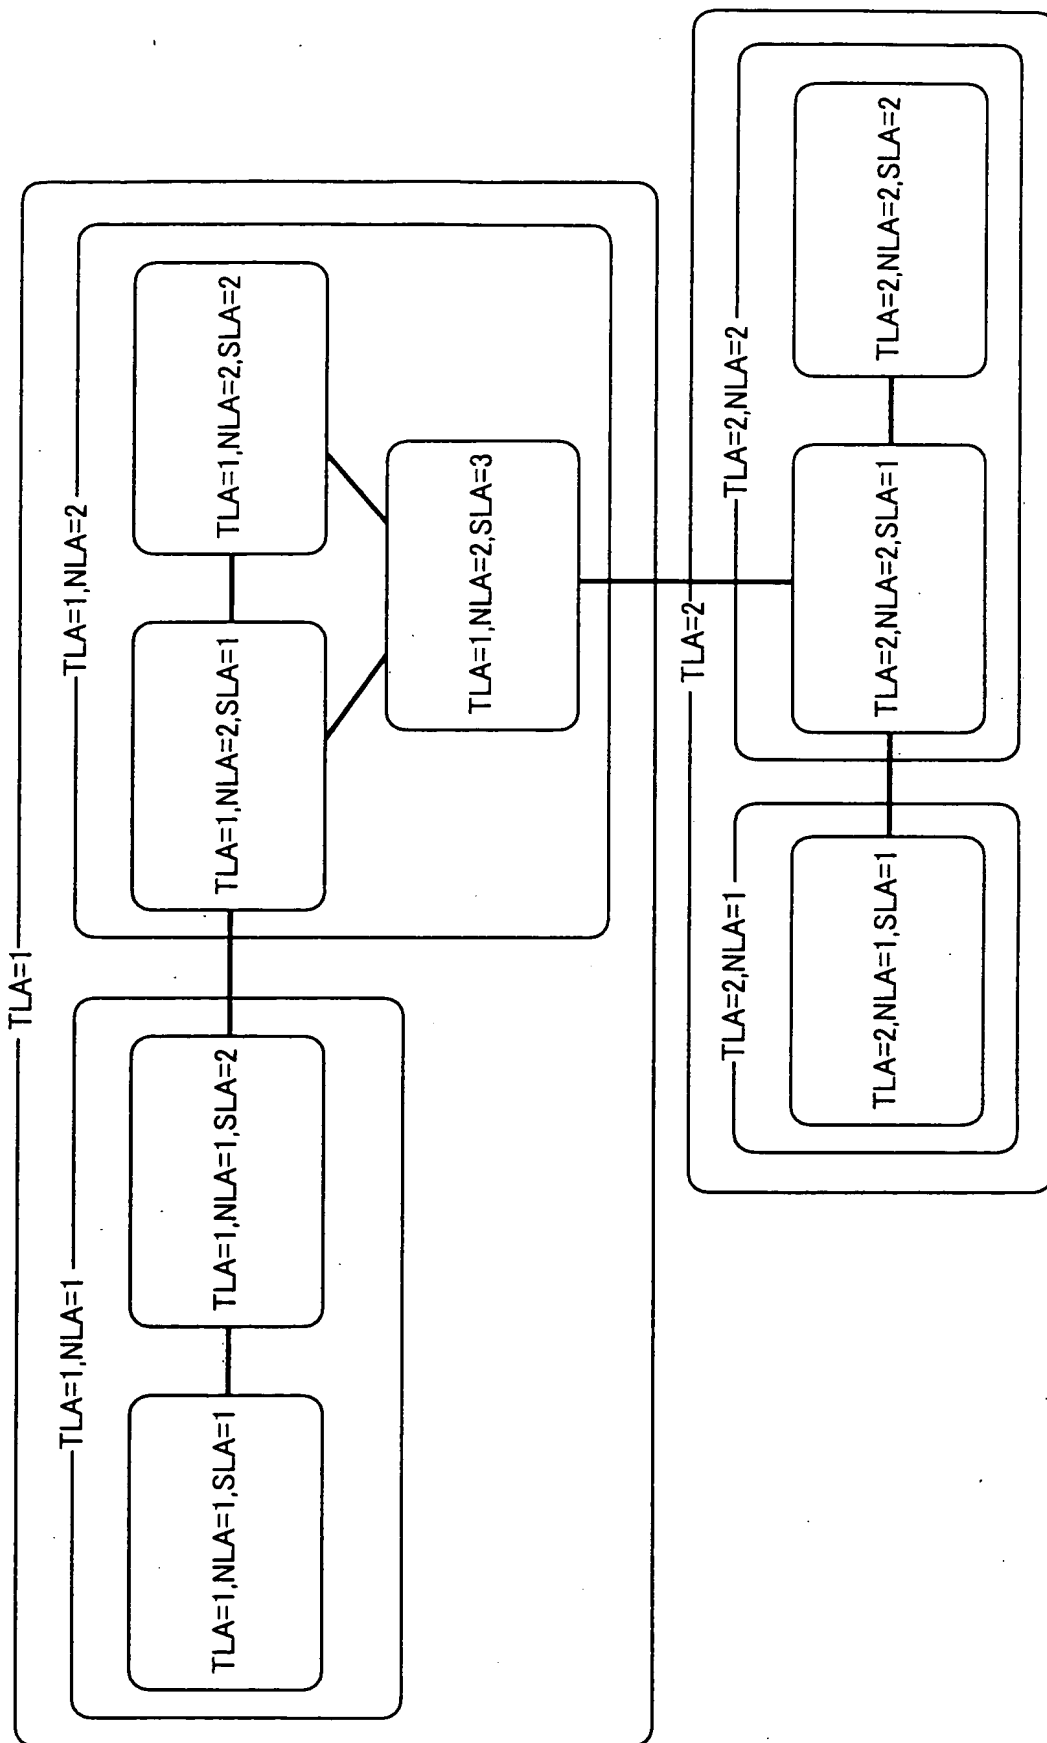 TLA=1
TLA=1,NLA=1
TLA=1,NLA=1,SLA=1
TLA=1,NLA=1,SLA=2
TLA=1,NLA=2
TLA=1,NLA=2,SLA=1
TLA=1,NLA=2,SLA=2
TLA=1,NLA=2,SLA=3
TLA=2
TLA=2,NLA=1
TLA=2,NLA=1,SLA=1
TLA=2,NLA=2
TLA=2,NLA=2,SLA=1
TLA=2,NLA=2,SLA=2